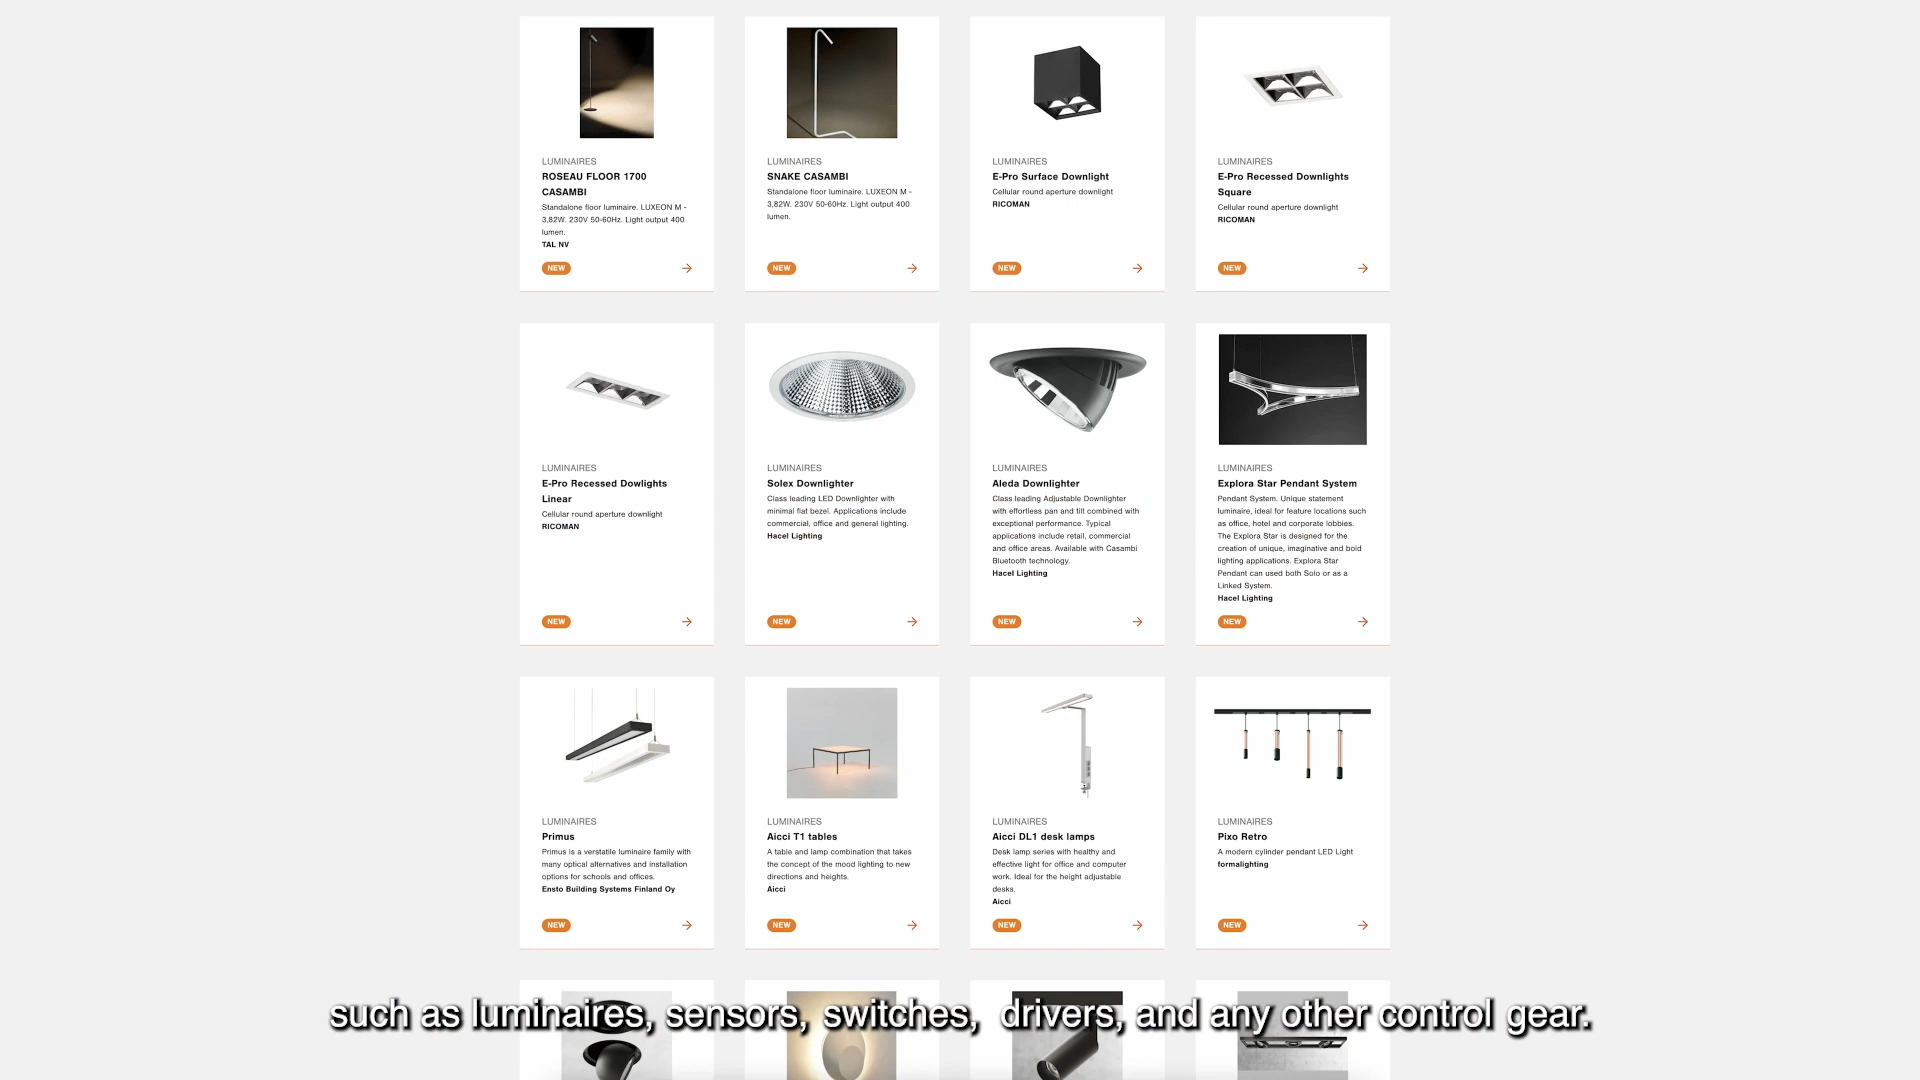 LUMINAIRES
ROSEAU FLOOR 1700
CASAMBI
Standalone floor luminaire. LUXEON M -
3,82W. 230V 50-60Hz. Light output 400
lumen.
TAL NV
NEW
LUMINAIRES
SNAKE CASAMBI
Standalone floor luminaire. LUXEON M -
3,82W. 230V 50-60Hz. Light output 400
lumen.
NEW
LUMINAIRES
E-Pro Surface Downlight
Cellular round aperture downlight
RICOMAN
NEW
LUMINAIRES
E-Pro Recessed Downlights
Square
Cellular round aperture downlight
RICOMAN
NEW
LUMINAIRES
E-Pro Recessed Dowlights
Linear
Cellular round aperture downlight
RICOMAN
NEW
LUMINAIRES
Solex Downlighter
Class leading LED Downlighter with
minimal flat bezel. Applications include
commercial, office and general lighting.
Hacel Lighting
NEW
LUMINAIRES
Aleda Downlighter
Class leading Adjustable Downlighter
with effortless pan and tilt combined with
exceptional performance. Typical
applications include retail, commercial
and office areas. Available with Casambi
Bluetooth technology.
Hacel Lighting
NEW
LUMINAIRES
Explora Star Pendant System
Pendant System. Unique statement
luminaire, ideal for feature locations such
as office, hotel and corporate lobbies.
The Explora Star is designed for the
creation of unique, imaginative and bold
lighting applications. Explora Star
Pendant can used both Solo or as a
Linked System.
Hacel Lighting
NEW
LUMINAIRES
Primus
Primus is a verstatile luminaire family with
many optical alternatives and installation
options for schools and offices.
Ensto Building Systems Finland Oy
NEW
LUMINAIRES
Aicci T1 tables
A table and lamp combination that takes
the concept of the mood lighting to new
directions and heights.
Aicci
NEW
LUMINAIRES
Aicci DL1 desk lamps
Desk lamp series with healthy and
effective light for office and computer
work. Ideal for the height adjustable
desks.
Aicci
NEW
LUMINAIRES
Pixo Retro
A modern cylinder pendant LED Light
formalighting
NEW
such as luminaires, sensors, switches, drivers, and any other control gear.